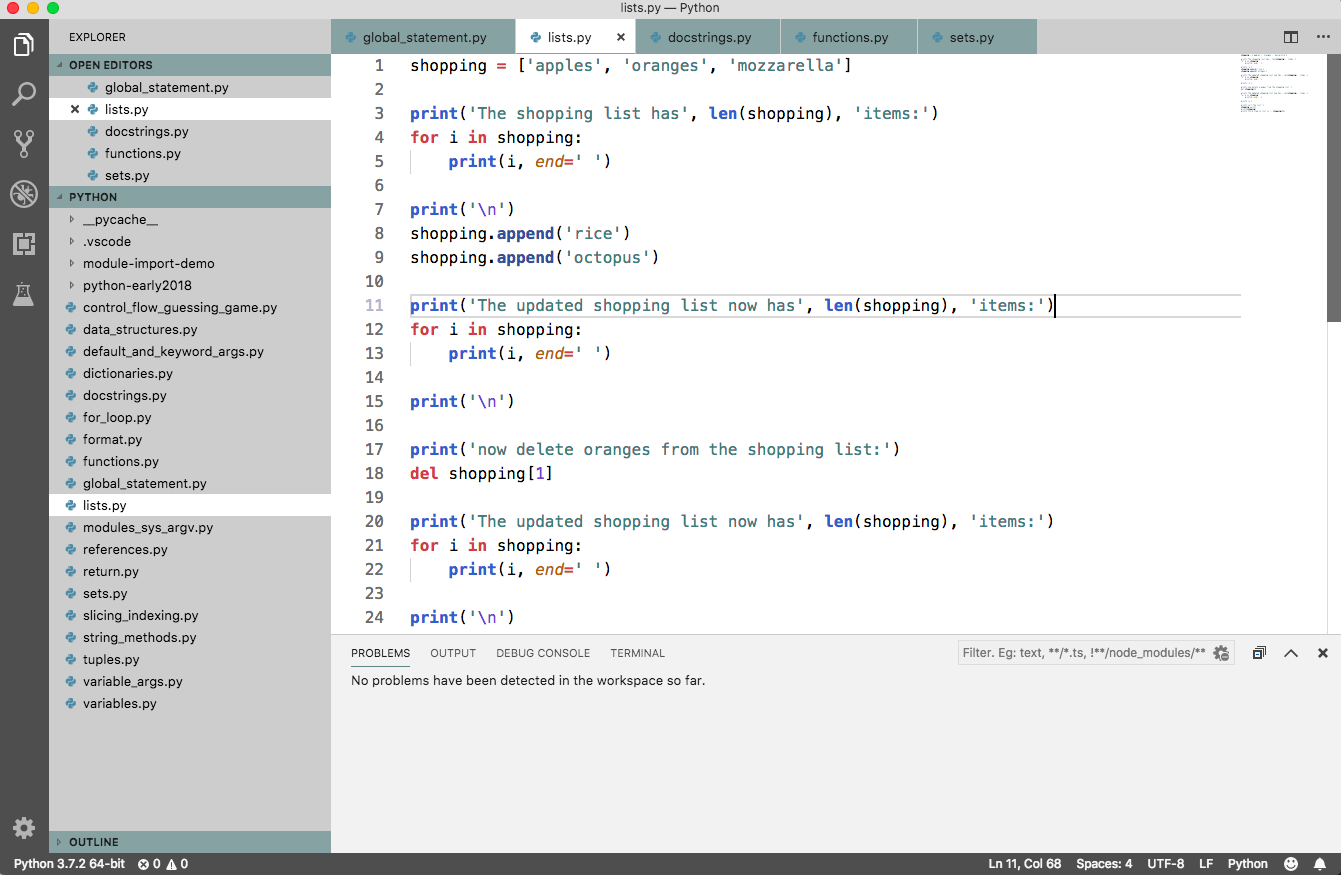 lists.py — Python
EXPLORER
OPEN EDITORS
global_statement.py
lists.py
docstrings.py
functions.py
sets.py
PYTHON
__pycache__
.vscode
module-import-demo
python-early2018
control_flow_guessing_game.py
data_structures.py
default_and_keyword_args.py
dictionaries.py
docstrings.py
for_loop.py
format.py
functions.py
global_statement.py
lists.py
modules_sys_argv.py
references.py
return.py
sets.py
slicing_indexing.py
string_methods.py
tuples.py
variable_args.py
variables.py
OUTLINE
global_statement.py lists.py docstrings.py functions.py sets.py
1 shopping = ['apples', 'oranges', 'mozzarella']
2
3 print('The shopping list has', len(shopping), 'items:')
4 for i in shopping:
5     print(i, end=' ')
6
7 print('\n')
8 shopping.append('rice')
9 shopping.append('octopus')
10
11 print('The updated shopping list now has', len(shopping), 'items:')
12 for i in shopping:
13     print(i, end=' ')
14
15 print('\n')
16
17 print('now delete oranges from the shopping list:')
18 del shopping[1]
19
20 print('The updated shopping list now has', len(shopping), 'items:')
21 for i in shopping:
22     print(i, end=' ')
23
24 print('\n')
PROBLEMS OUTPUT DEBUG CONSOLE TERMINAL
Filter. Eg: text, **/*.ts, !**/node_modules/**
No problems have been detected in the workspace so far.
Python 3.7.2 64-bit 0 0 Ln 11, Col 68 Spaces: 4 UTF-8 LF Python